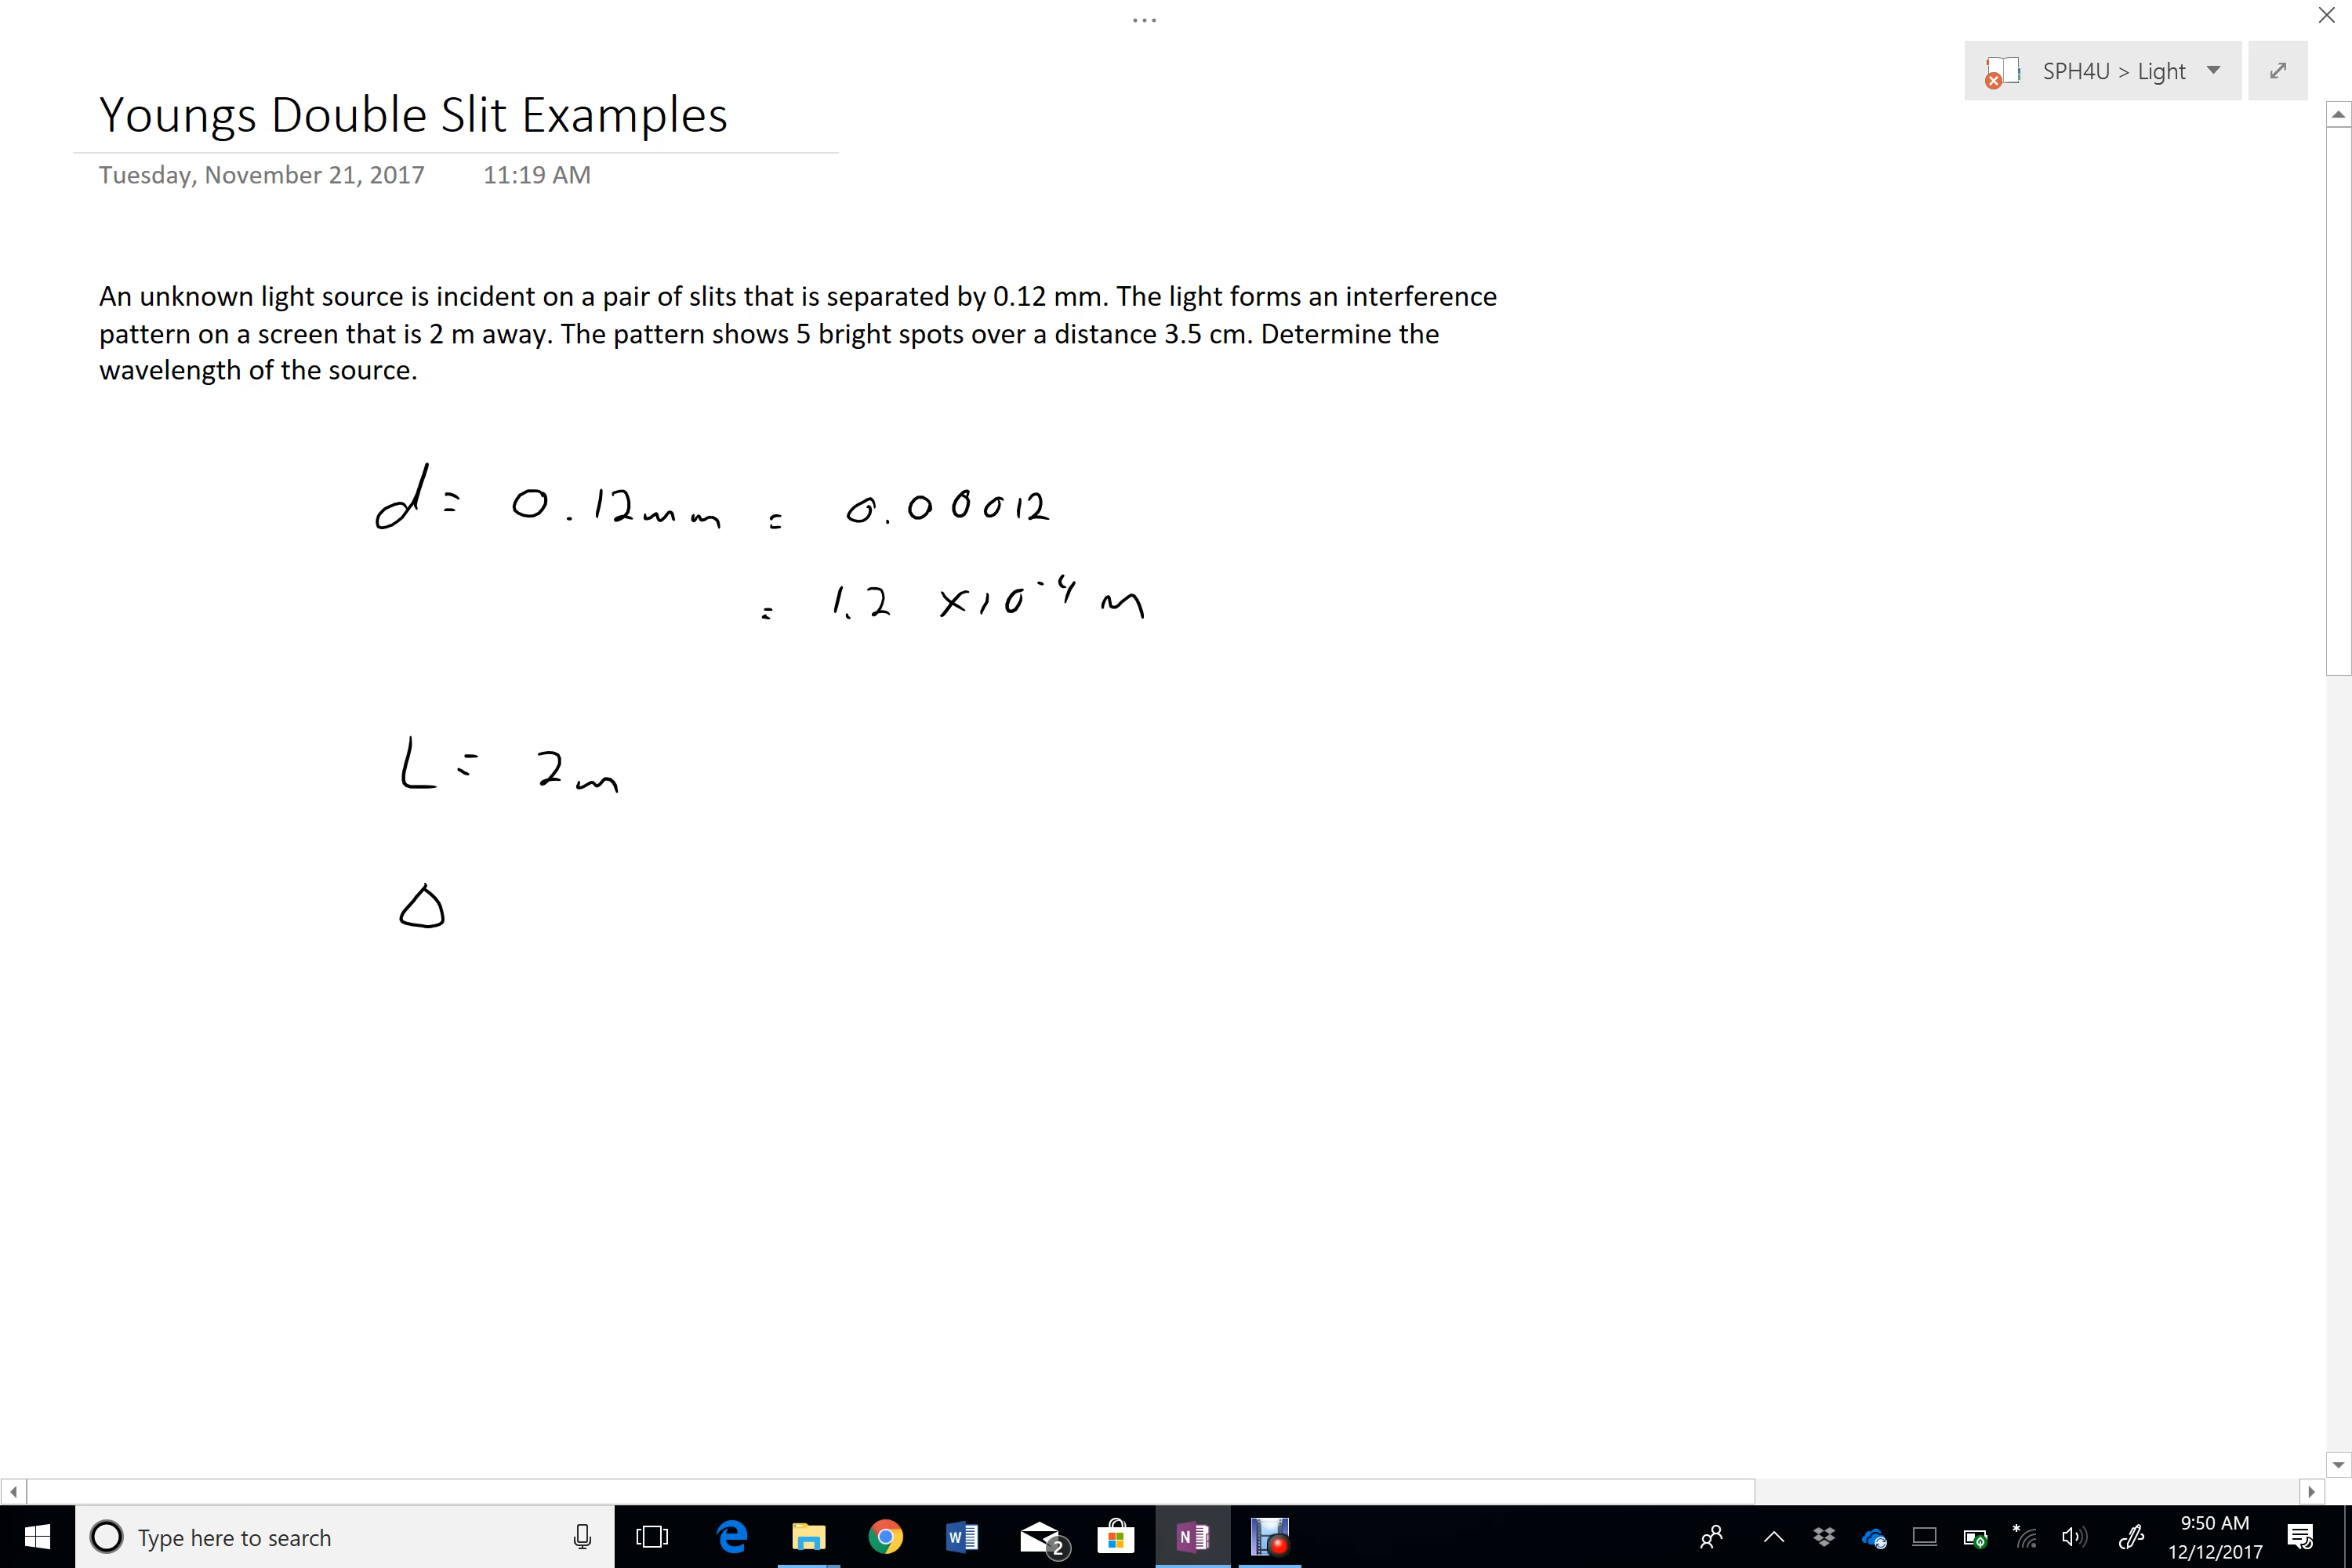 ...
SPH4U > Light
Youngs Double Slit Examples
Tuesday, November 21, 2017 11:19 AM
An unknown light source is incident on a pair of slits that is separated by 0.12 mm. The light forms an interference
pattern on a screen that is 2 m away. The pattern shows 5 bright spots over a distance 3.5 cm. Determine the
wavelength of the source.
d = 0.12mm = 0.00012
= 1.2 ×10⁻⁴ m
L = 2m
Δ
Type here to search
2
9:50 AM
12/12/2017